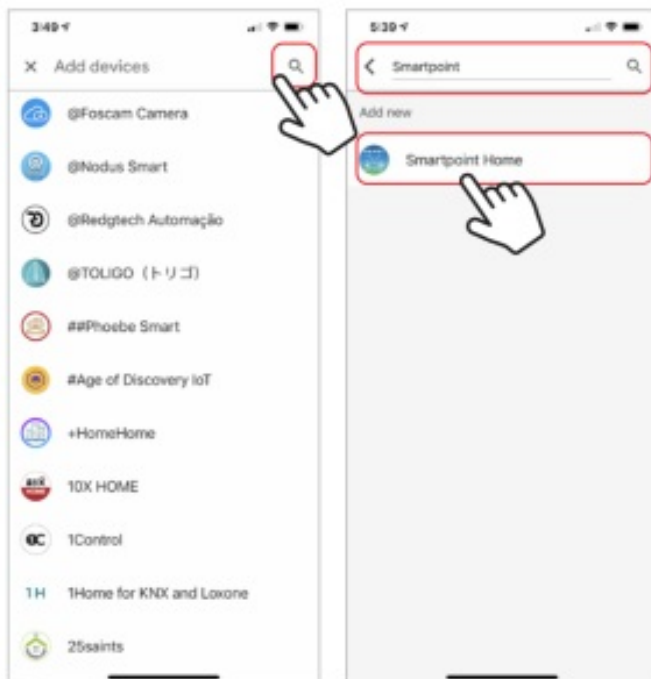 3:49
Add devices
@Foscam Camera
@Nodus Smart
@Redgtech Automação
@TOLIGO (トリゴ)
##Phoebe Smart
#Age of Discovery IoT
+HomeHome
10X HOME
1Control
1H 1Home for KNX and Loxone
25saints
5:39
Smartpoint
Add new
Smartpoint Home